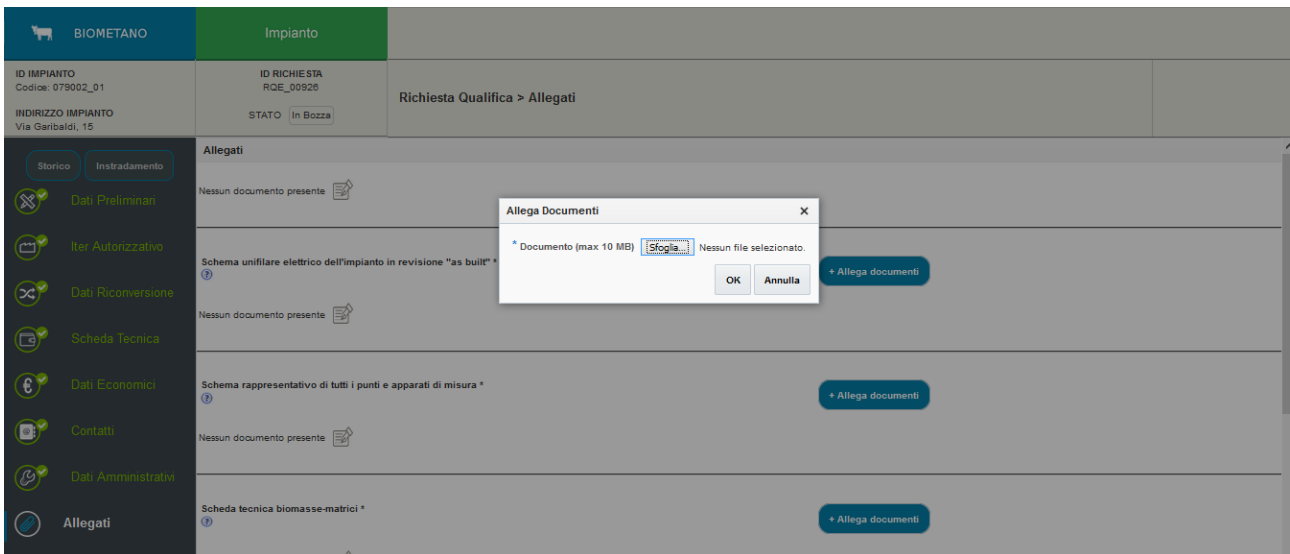 BIOMETANO
Impianto
ID IMPIANTO
Codice: 079002_01
INDIRIZZO IMPIANTO
Via Garibaldi, 15
ID RICHIESTA
RQE_00926
STATO In Bozza
Richiesta Qualifica > Allegati
Storico Instradamento
Dati Preliminari
Iter Autorizzativo
Dati Riconversione
Scheda Tecnica
Dati Economici
Contatti
Dati Amministrativi
Allegati
Allegati
Nessun documento presente
Schema unifilare elettrico dell'impianto in revisione "as built" *
+ Allega documenti
Nessun documento presente
Schema rappresentativo di tutti i punti e apparati di misura *
+ Allega documenti
Nessun documento presente
Scheda tecnica biomasse-matrici *
+ Allega documenti
Allega Documenti ×
* Documento (max 10 MB) Sfoglia... Nessun file selezionato.
OK Annulla